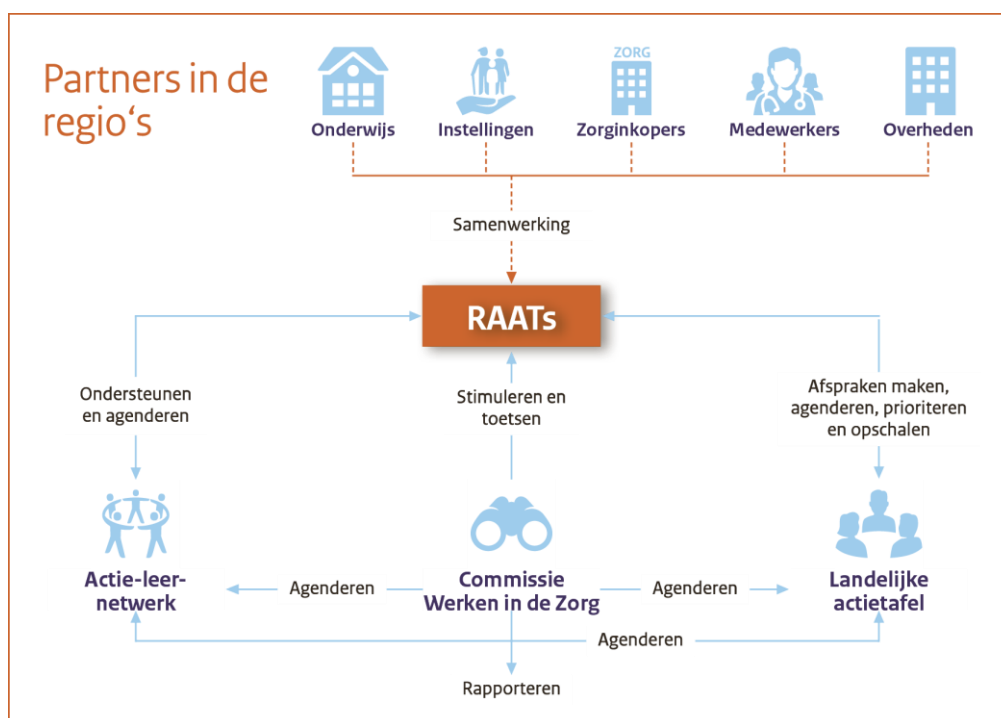 Partners in de
regio‘s
ZORG
Onderwijs
Instellingen
Zorginkopers
Medewerkers
Overheden
Samenwerking
RAATs
Ondersteunen
en agenderen
Stimuleren en
toetsen
Afspraken maken,
agenderen, prioriteren
en opschalen
Actie-leer-
netwerk
Agenderen
Commissie
Werken in de Zorg
Agenderen
Landelijke
actietafel
Agenderen
Rapporteren